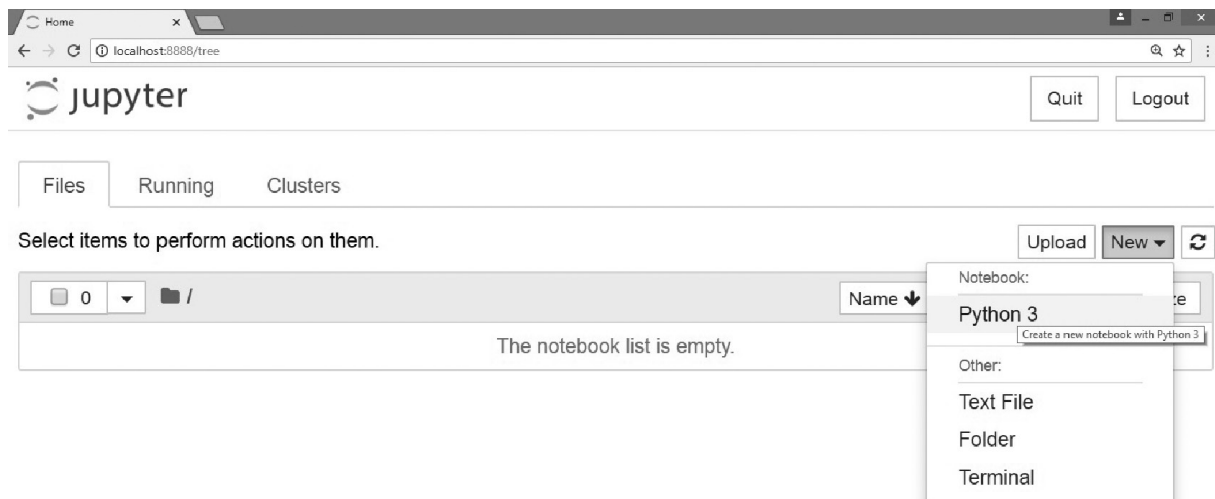 Home
localhost:8888/tree
jupyter
Quit Logout
Files Running Clusters
Select items to perform actions on them.
Upload New
0 / Name ze
Notebook:
Python 3
Create a new notebook with Python 3
The notebook list is empty.
Other:
Text File
Folder
Terminal